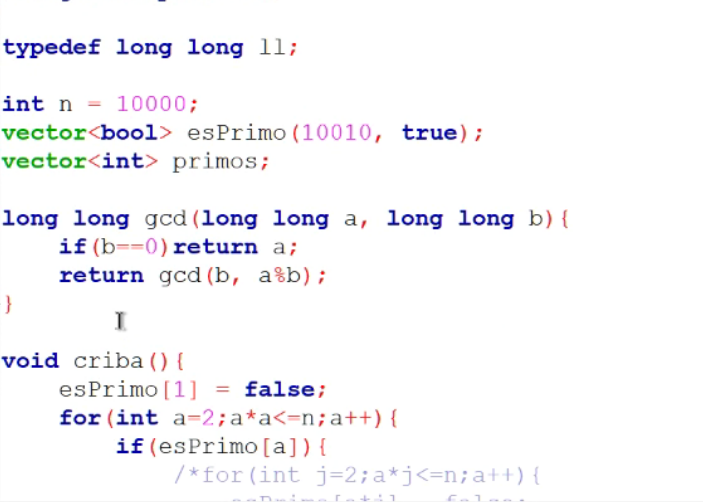 typedef long long ll;
int n = 10000;
vector<bool> esPrimo(10010, true);
vector<int> primos;
long long gcd(long long a, long long b){
if(b==0)return a;
return gcd(b, a%b);
}
void criba(){
esPrimo[1] = false;
for(int a=2;a*a<=n;a++){
if(esPrimo[a]){
/*for(int j=2;a*j<=n;a++){